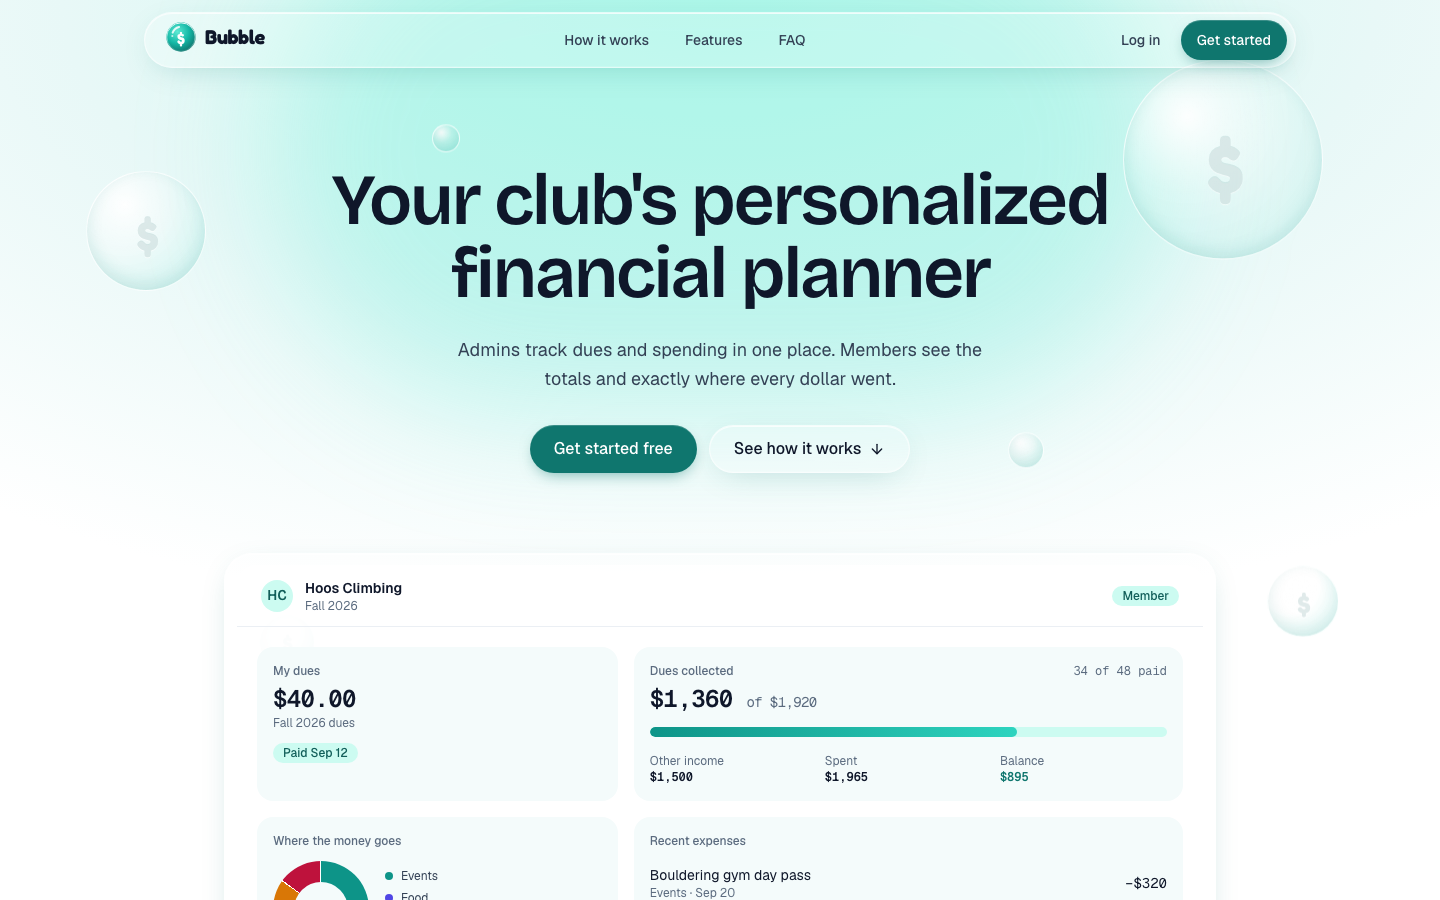 Bubble
How it works
Features
FAQ
Log in
Get started
Your club's personalized
financial planner
Admins track dues and spending in one place. Members see the
totals and exactly where every dollar went.
Get started free
See how it works ↓
$
$
$
HC
Hoos Climbing
Fall 2026
Member
My dues
$40.00
Fall 2026 dues
Paid Sep 12
Dues collected
34 of 48 paid
$1,360 of $1,920
Other income
Spent
Balance
$1,500
$1,965
$895
Where the money goes
Events
Food
Recent expenses
Bouldering gym day pass
Events · Sep 20
−$320